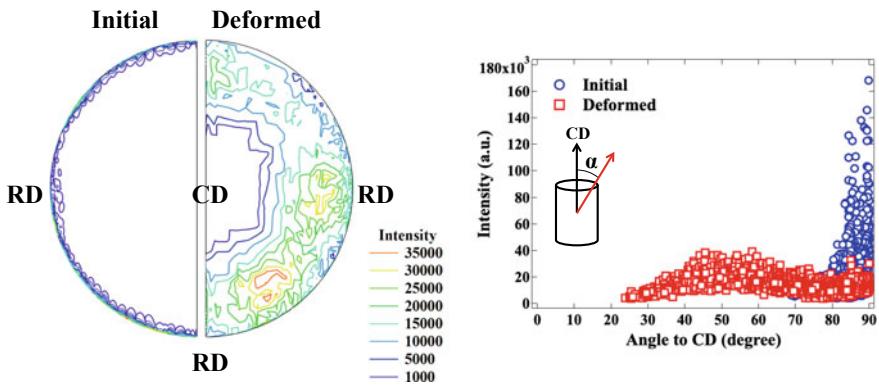 Initial Deformed
RD
CD
RD
RD
Intensity
35000
30000
25000
20000
15000
10000
5000
1000
Intensity (a.u.)
180x10³
160
140
120
100
80
60
40
20
0
Initial
Deformed
CD
α
0 10 20 30 40 50 60 70 80 90
Angle to CD (degree)